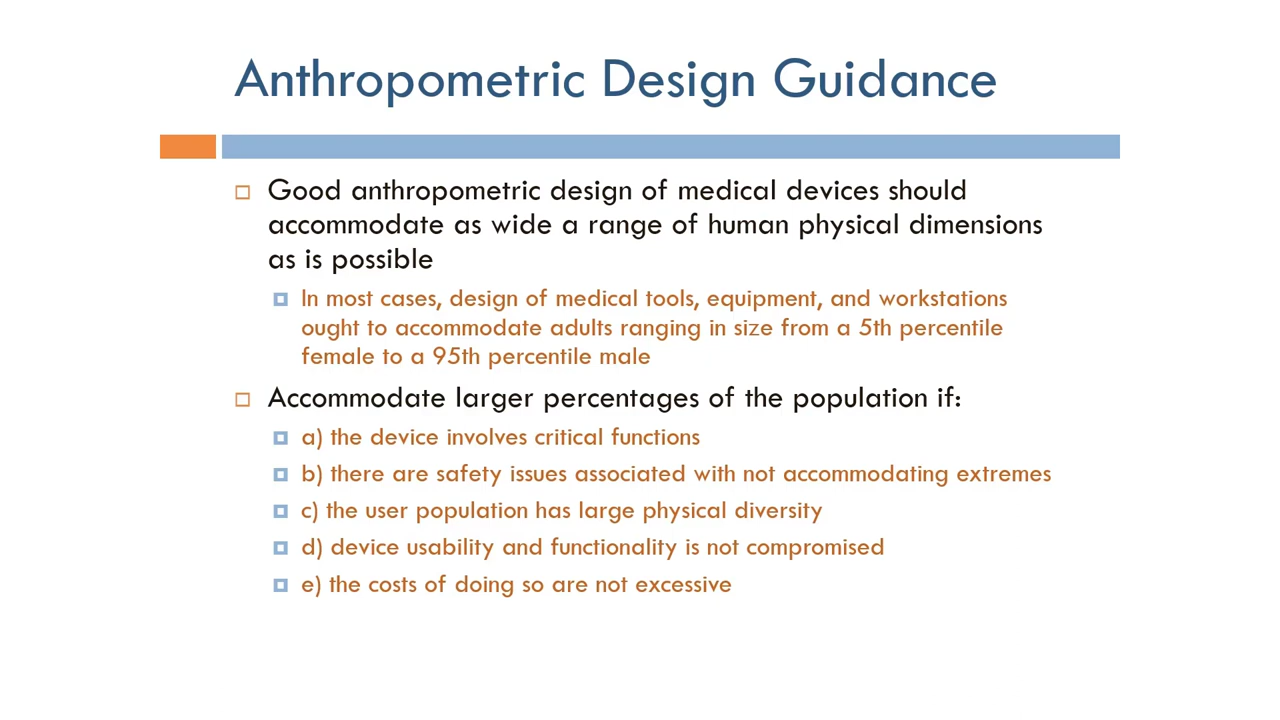 Anthropometric Design Guidance
Good anthropometric design of medical devices should
accommodate as wide a range of human physical dimensions
as is possible
In most cases, design of medical tools, equipment, and workstations
ought to accommodate adults ranging in size from a 5th percentile
female to a 95th percentile male
Accommodate larger percentages of the population if:
a) the device involves critical functions
b) there are safety issues associated with not accommodating extremes
c) the user population has large physical diversity
d) device usability and functionality is not compromised
e) the costs of doing so are not excessive